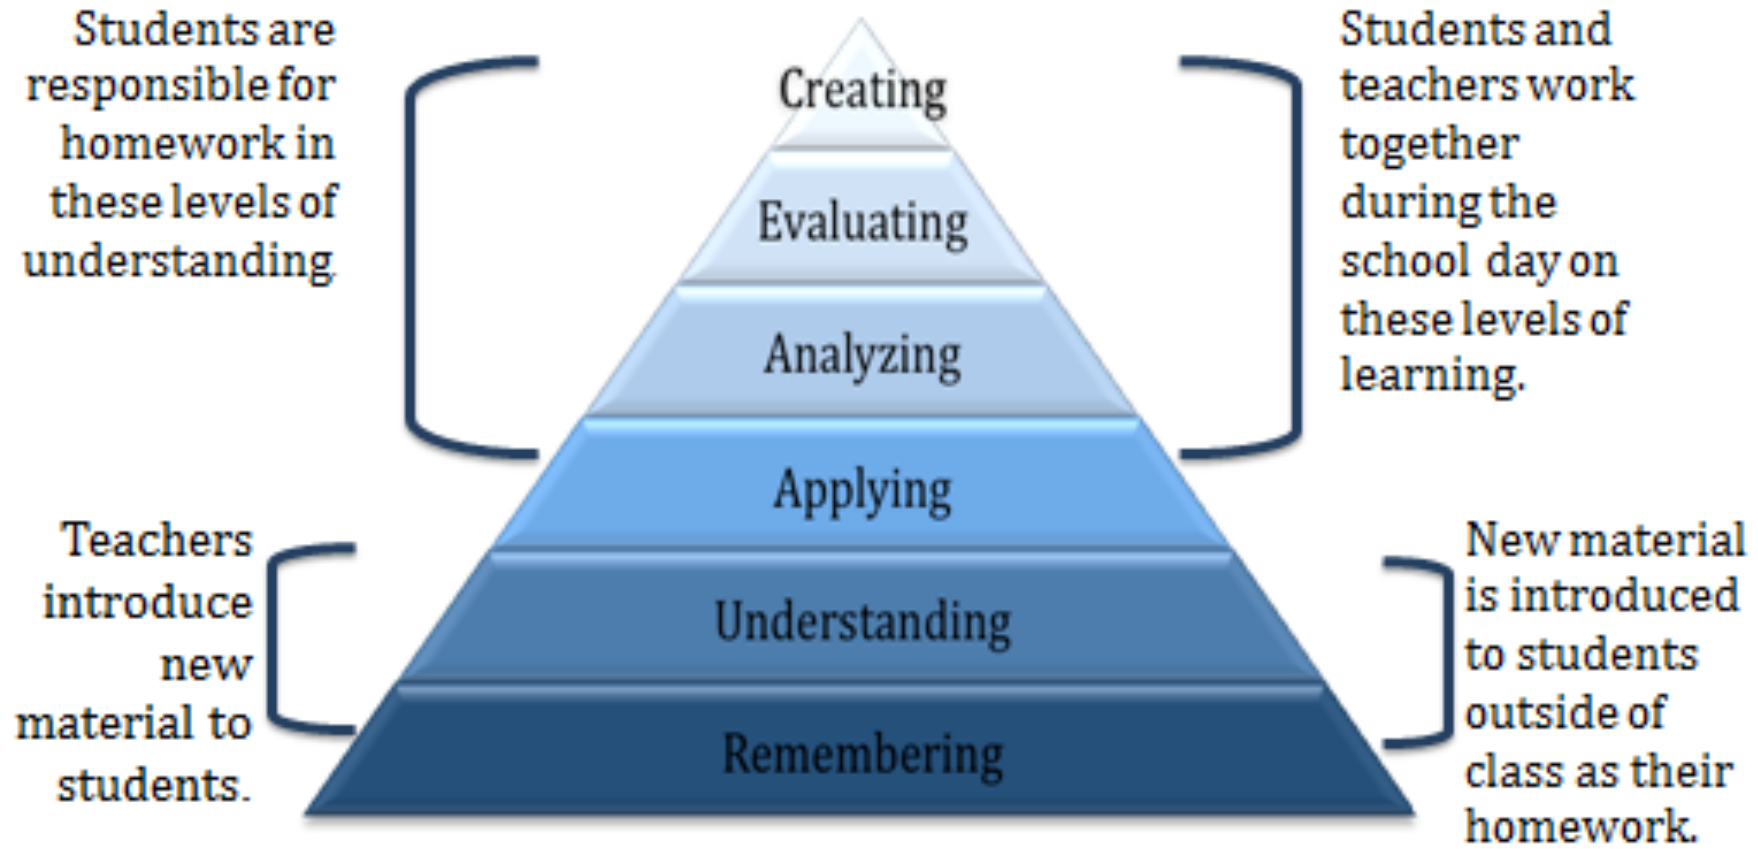 Students are
responsible for
homework in
these levels of
understanding.
Creating
Evaluating
Analyzing
Applying
Understanding
Remembering
Students and
teachers work
together
during the
school day on
these levels of
learning.
Teachers
introduce
new
material to
students.
New material
is introduced
to students
outside of
class as their
homework.